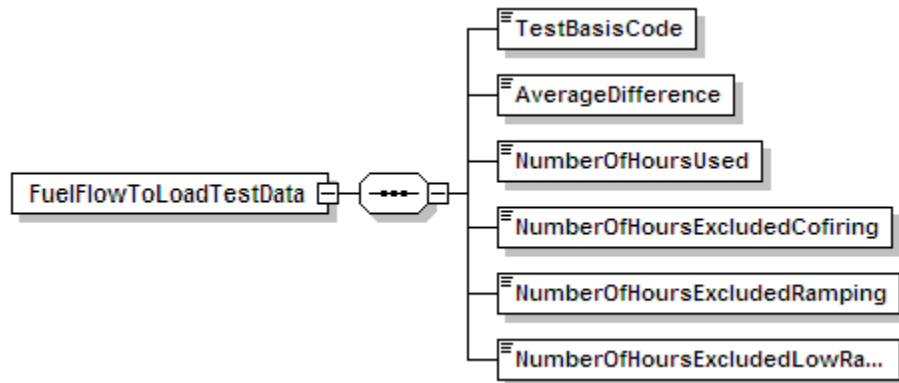 TestBasisCode
AverageDifference
NumberOfHoursUsed
FuelFlowToLoadTestData
NumberOfHoursExcludedCofiring
NumberOfHoursExcludedRamping
NumberOfHoursExcludedLowRa...